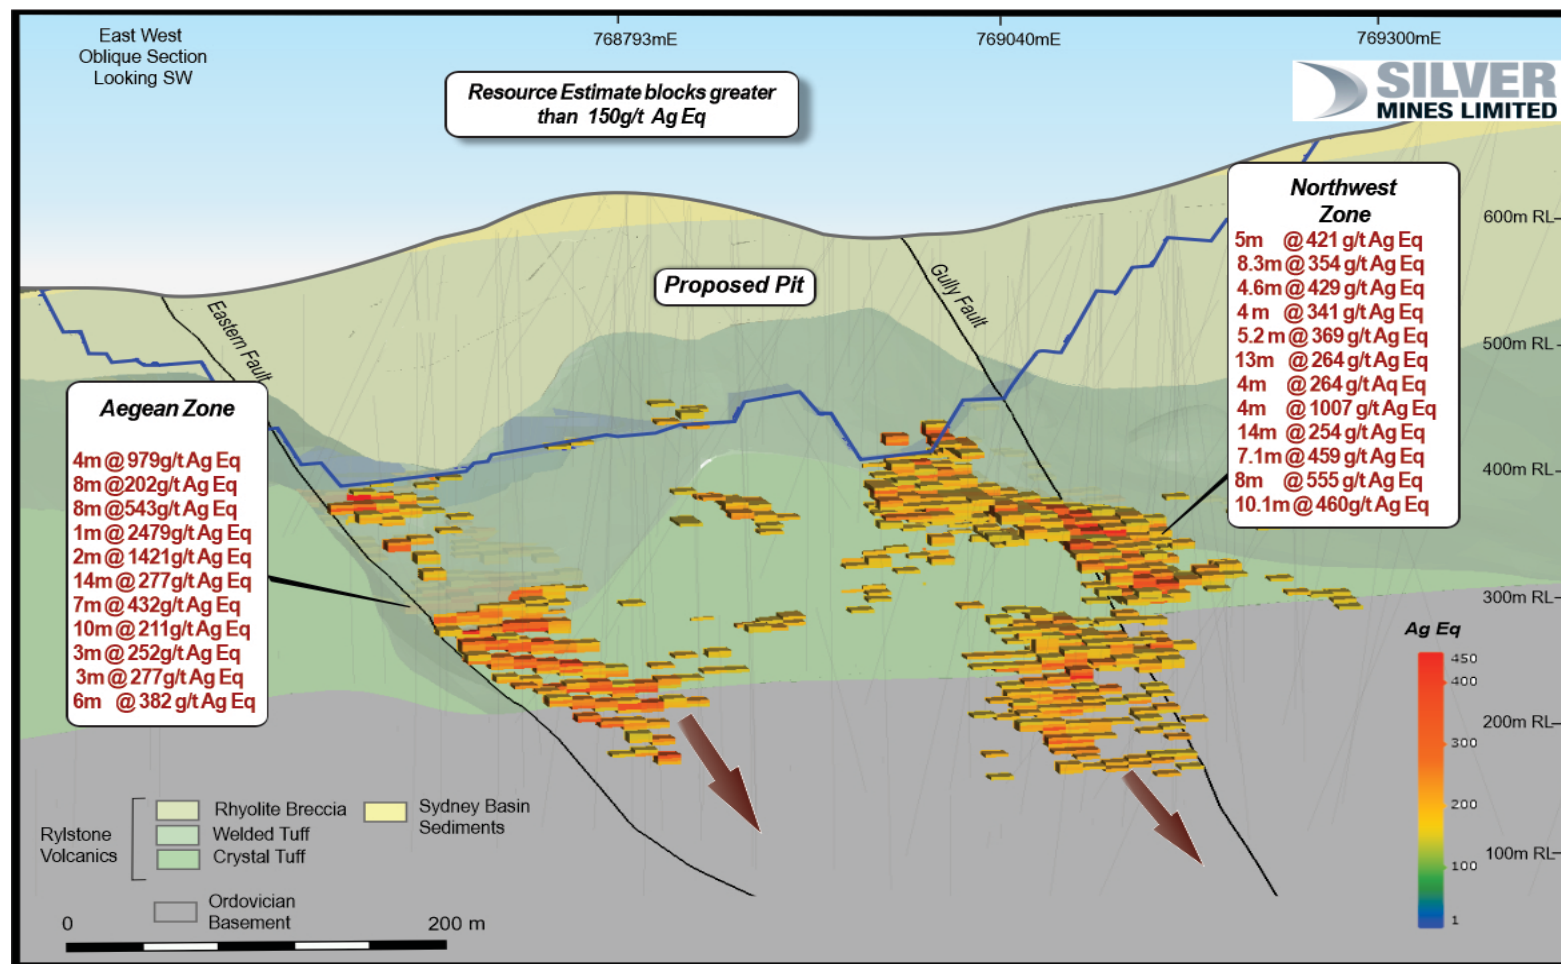 East West
Oblique Section
Looking SW
768793mE
769040mE
769300mE
Resource Estimate blocks greater
than 150g/t Ag Eq
SILVER
MINES LIMITED
Northwest
Zone
5m @ 421 g/t Ag Eq
8.3m @ 354 g/t Ag Eq
4.6m @ 429 g/t Ag Eq
4 m @ 341 g/t Ag Eq
5.2 m @ 369 g/t Ag Eq
13m @ 264 g/t Ag Eq
4m @ 264 g/t Aq Eq
4m @ 1007 g/t Ag Eq
14m @ 254 g/t Ag Eq
7.1m @ 459 g/t Ag Eq
8m @ 555 g/t Ag Eq
10.1m @ 460g/t Ag Eq
600m RL
500m RL
400m RL
300m RL
200m RL
100m RL
Proposed Pit
Gully Fault
Eastern Fault
Aegean Zone
4m @ 979g/t Ag Eq
8m @ 202g/t Ag Eq
8m @ 543g/t Ag Eq
1m @ 2479g/t Ag Eq
2m @ 1421g/t Ag Eq
14m @ 277g/t Ag Eq
7m @ 432g/t Ag Eq
10m @ 211g/t Ag Eq
3m @ 252g/t Ag Eq
3m @ 277g/t Ag Eq
6m @ 382 g/t Ag Eq
Ag Eq
450
400
300
200
100
1
Rylstone
Volcanics
Rhyolite Breccia
Welded Tuff
Crystal Tuff
Sydney Basin
Sediments
Ordovician
Basement
0
200 m